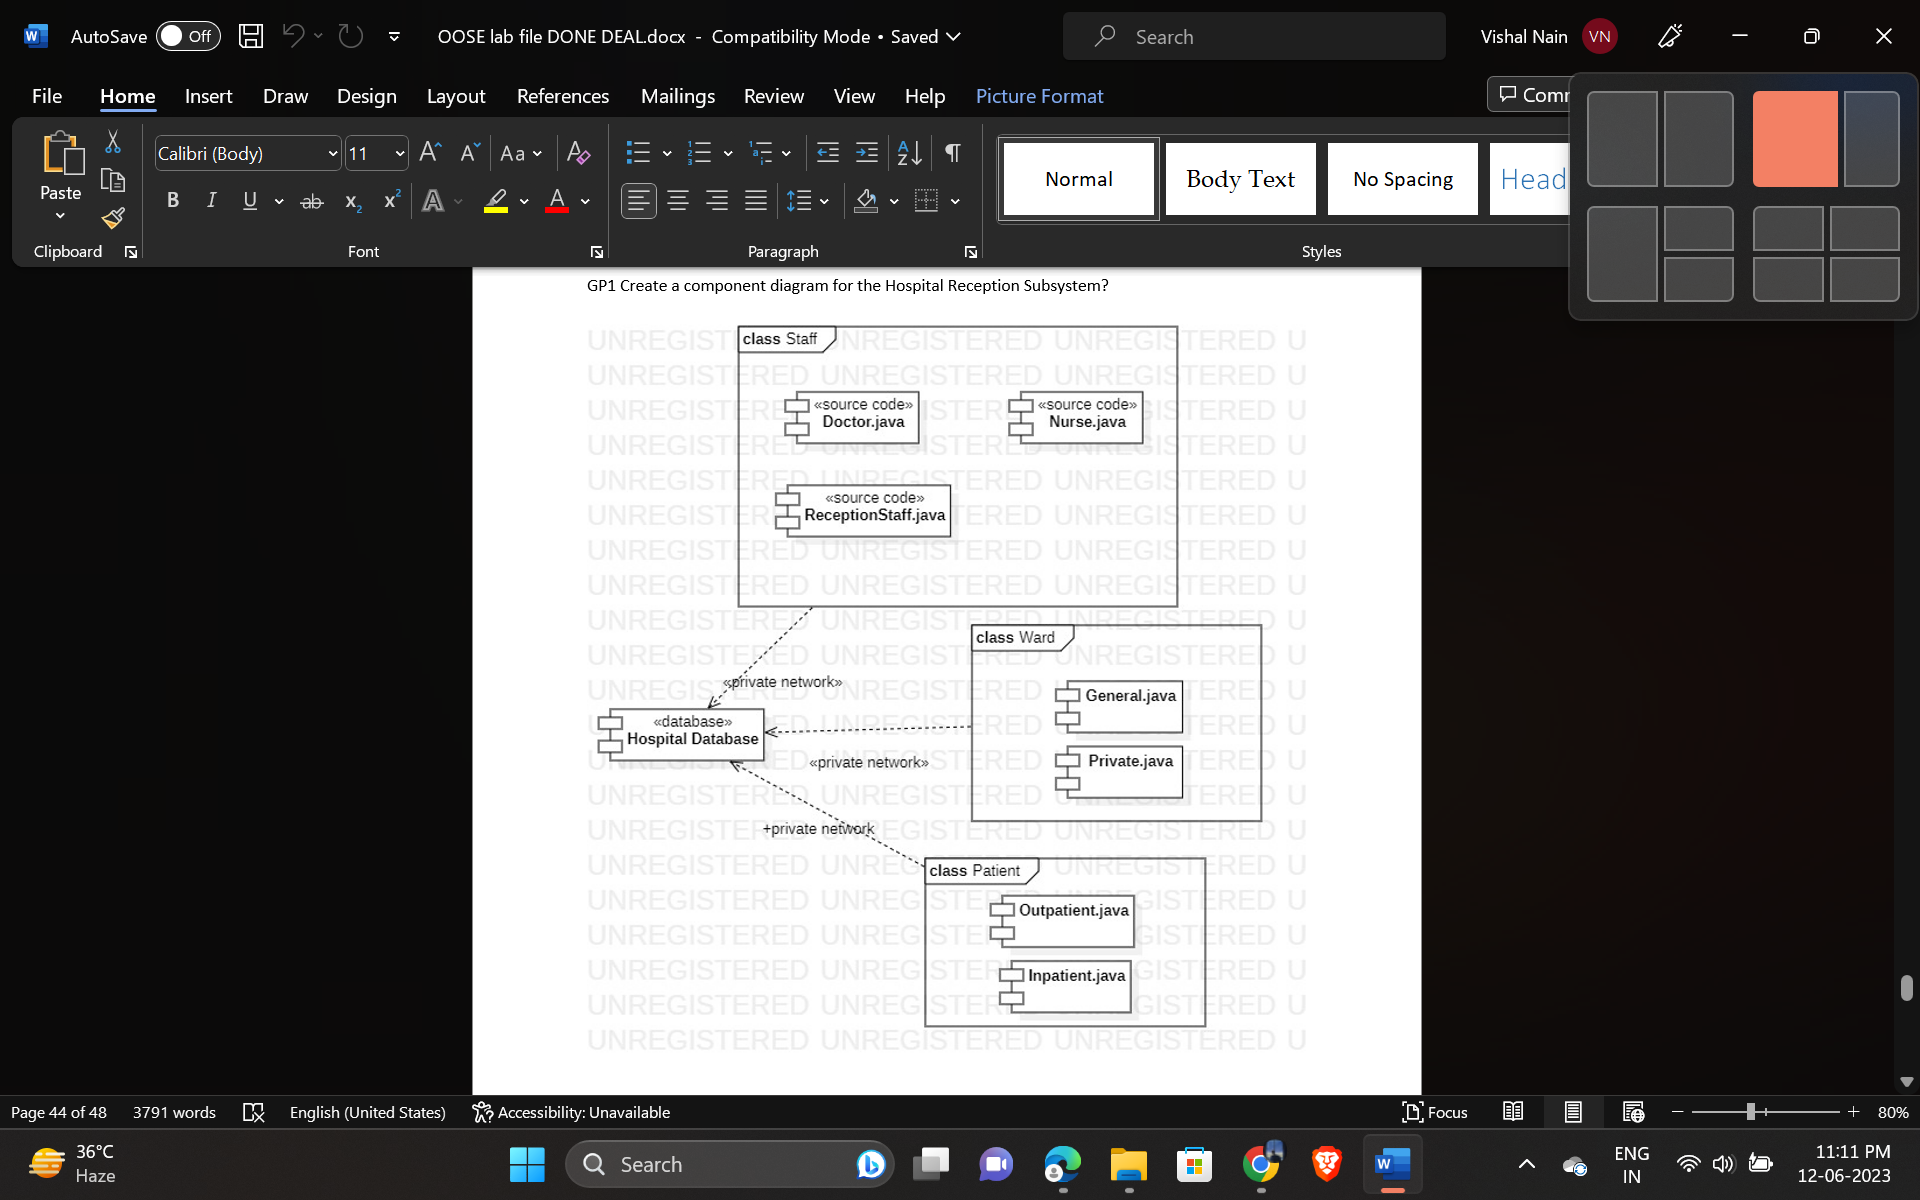 AutoSave Off OOSE lab file DONE DEAL.docx - Compatibility Mode • Saved Search Vishal Nain VN
File Home Insert Draw Design Layout References Mailings Review View Help Picture Format Comm
Paste
Clipboard
Calibri (Body) 11
Font
Paragraph
Normal Body Text No Spacing Head
Styles
GP1 Create a component diagram for the Hospital Reception Subsystem?
class Staff
«source code»
Doctor.java
«source code»
Nurse.java
«source code»
ReceptionStaff.java
class Ward
«private network»
General.java
«database»
Hospital Database
«private network»
Private.java
+private network
class Patient
Outpatient.java
Inpatient.java
UNREGISTERED UNREGISTERED UNREGISTERED U
Page 44 of 48 3791 words English (United States) Accessibility: Unavailable Focus 80%
36°C
Haze
Search
ENG
IN
11:11 PM
12-06-2023